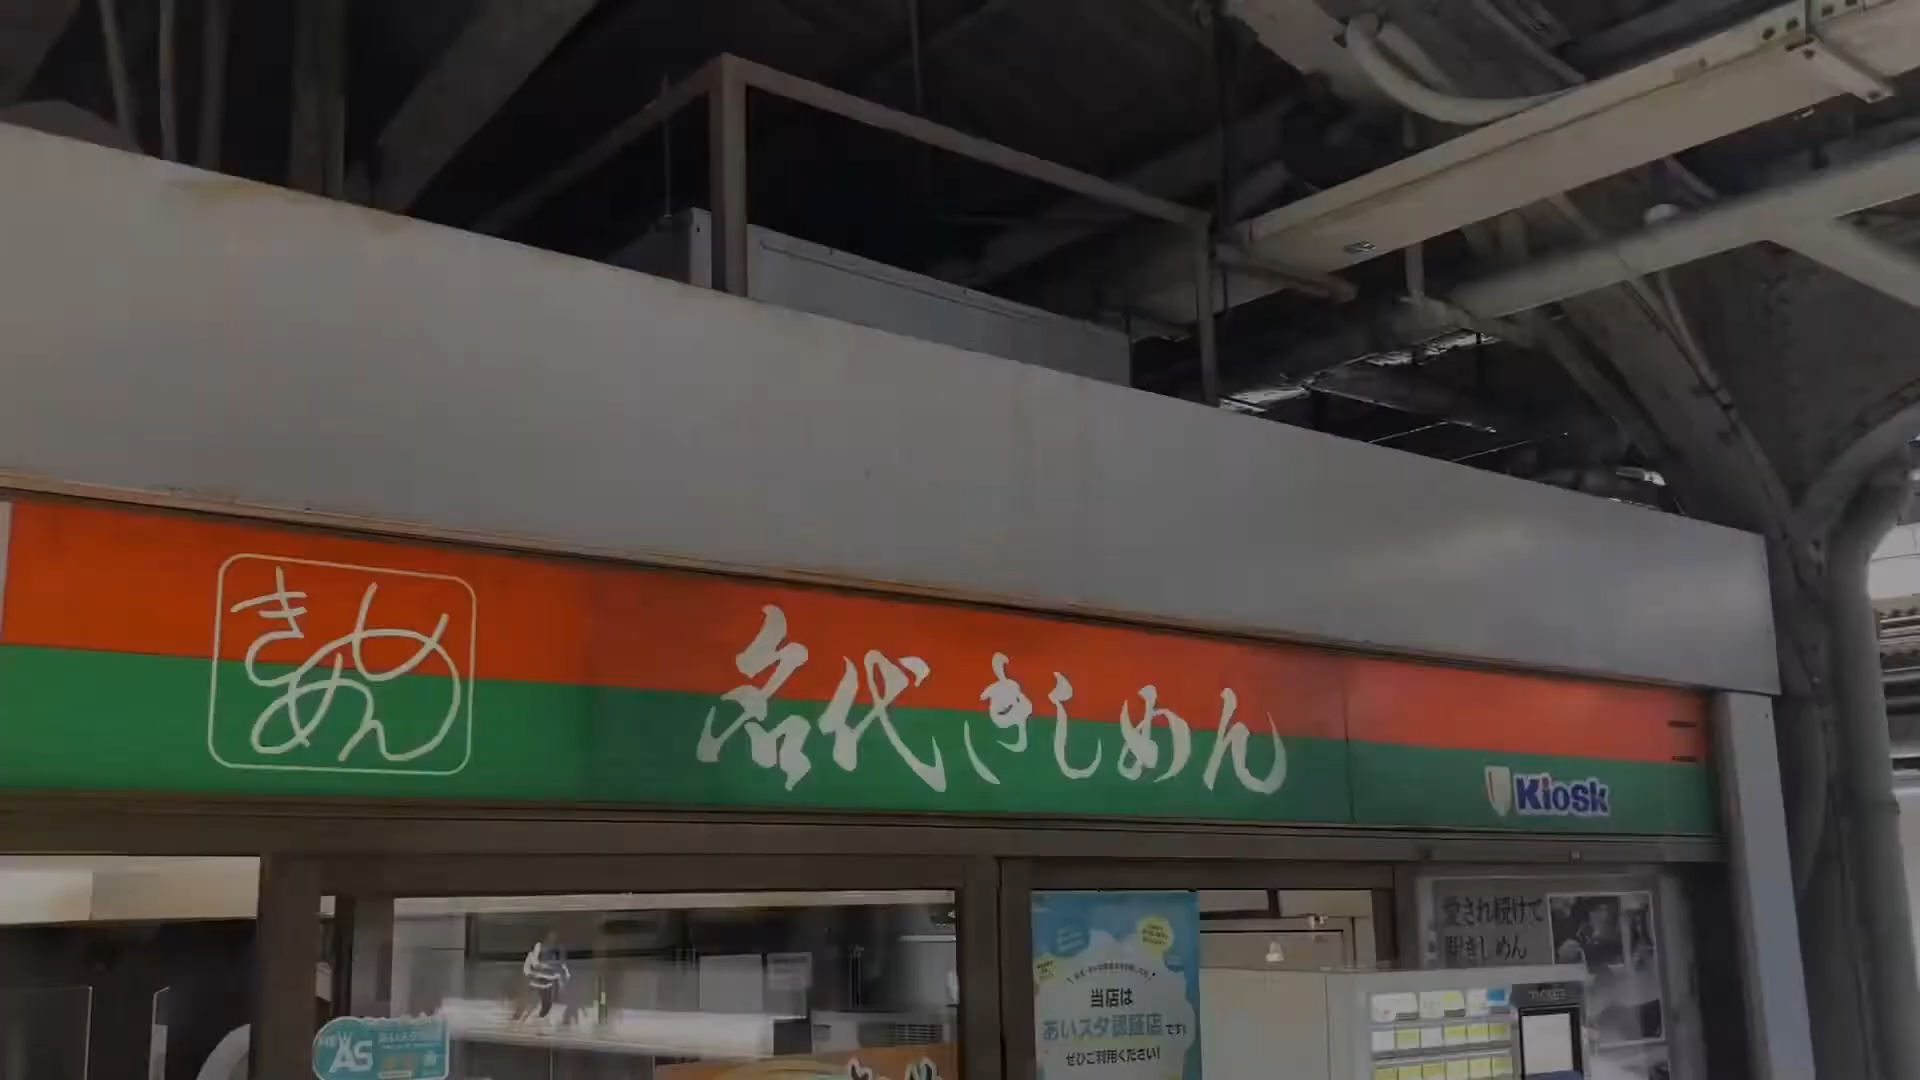 きしめん
名代 きしめん
Kiosk
愛され続けて
駅きしめん
当店は
あいスタ認証店です!
ぜひご利用ください!
AS
TICKET